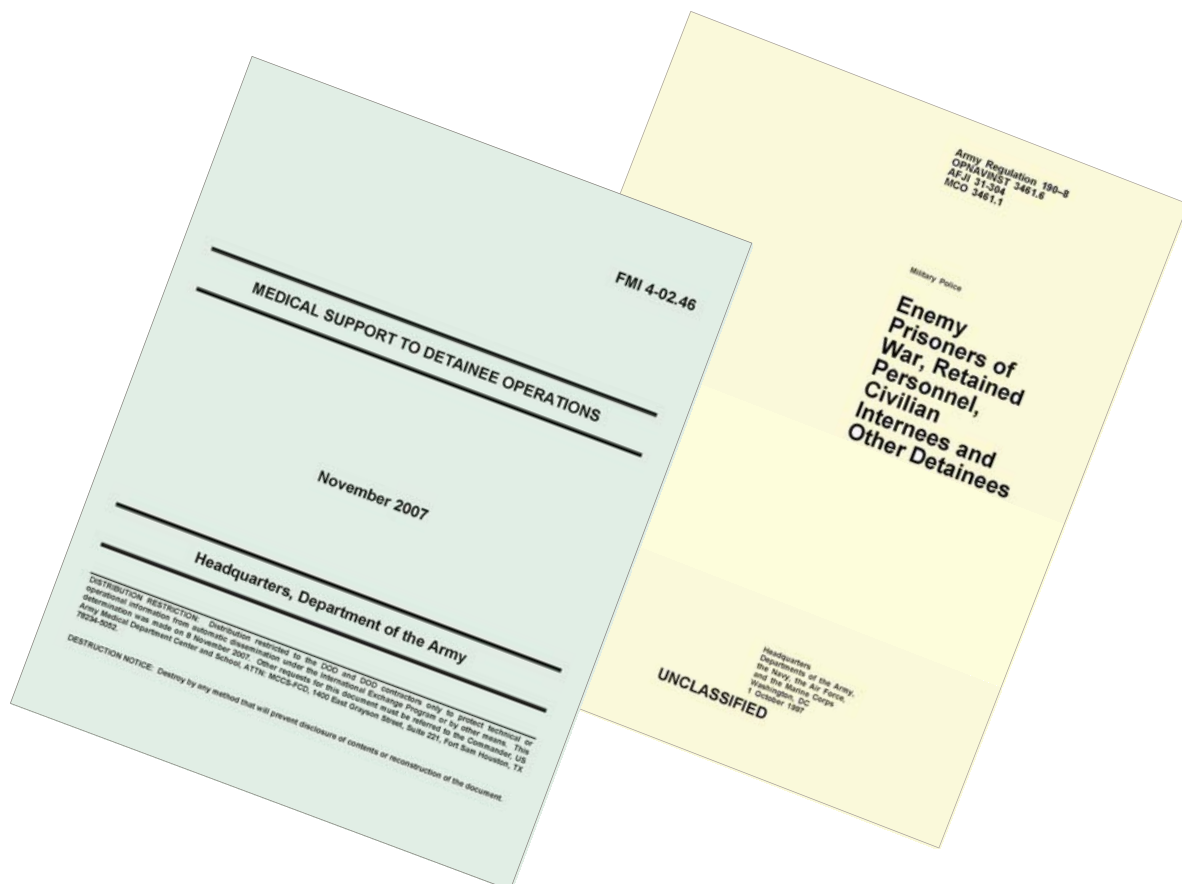 FMI 4-02.46
MEDICAL SUPPORT TO DETAINEE OPERATIONS
November 2007
Headquarters, Department of the Army
DISTRIBUTION RESTRICTION: Distribution restricted to the DOD and DOD contractors only to protect technical or
operational information from automatic dissemination under the International Exchange Program or by other means. This
determination was made on 8 November 2007. Other requests for this document must be referred to the Commander, US
Army Medical Department Center and School, ATTN: MCCS-FCD, 1400 East Grayson Street, Suite 221, Fort Sam Houston, TX
78234-5052.
DESTRUCTION NOTICE: Destroy by any method that will prevent disclosure of contents or reconstruction of the document.
Army Regulation 190–8
OPNAVINST 3461.6
AFJI 31-304
MCO 3461.1
Military Police
Enemy
Prisoners of
War, Retained
Personnel,
Civilian
Internees and
Other Detainees
Headquarters
Departments of the Army,
the Navy, the Air Force,
and the Marine Corps
Washington, DC
1 October 1997
UNCLASSIFIED